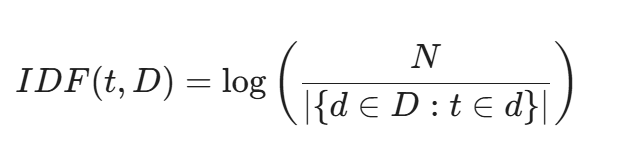 IDF(t, D) = log ( N / |{d ∈ D : t ∈ d}| )